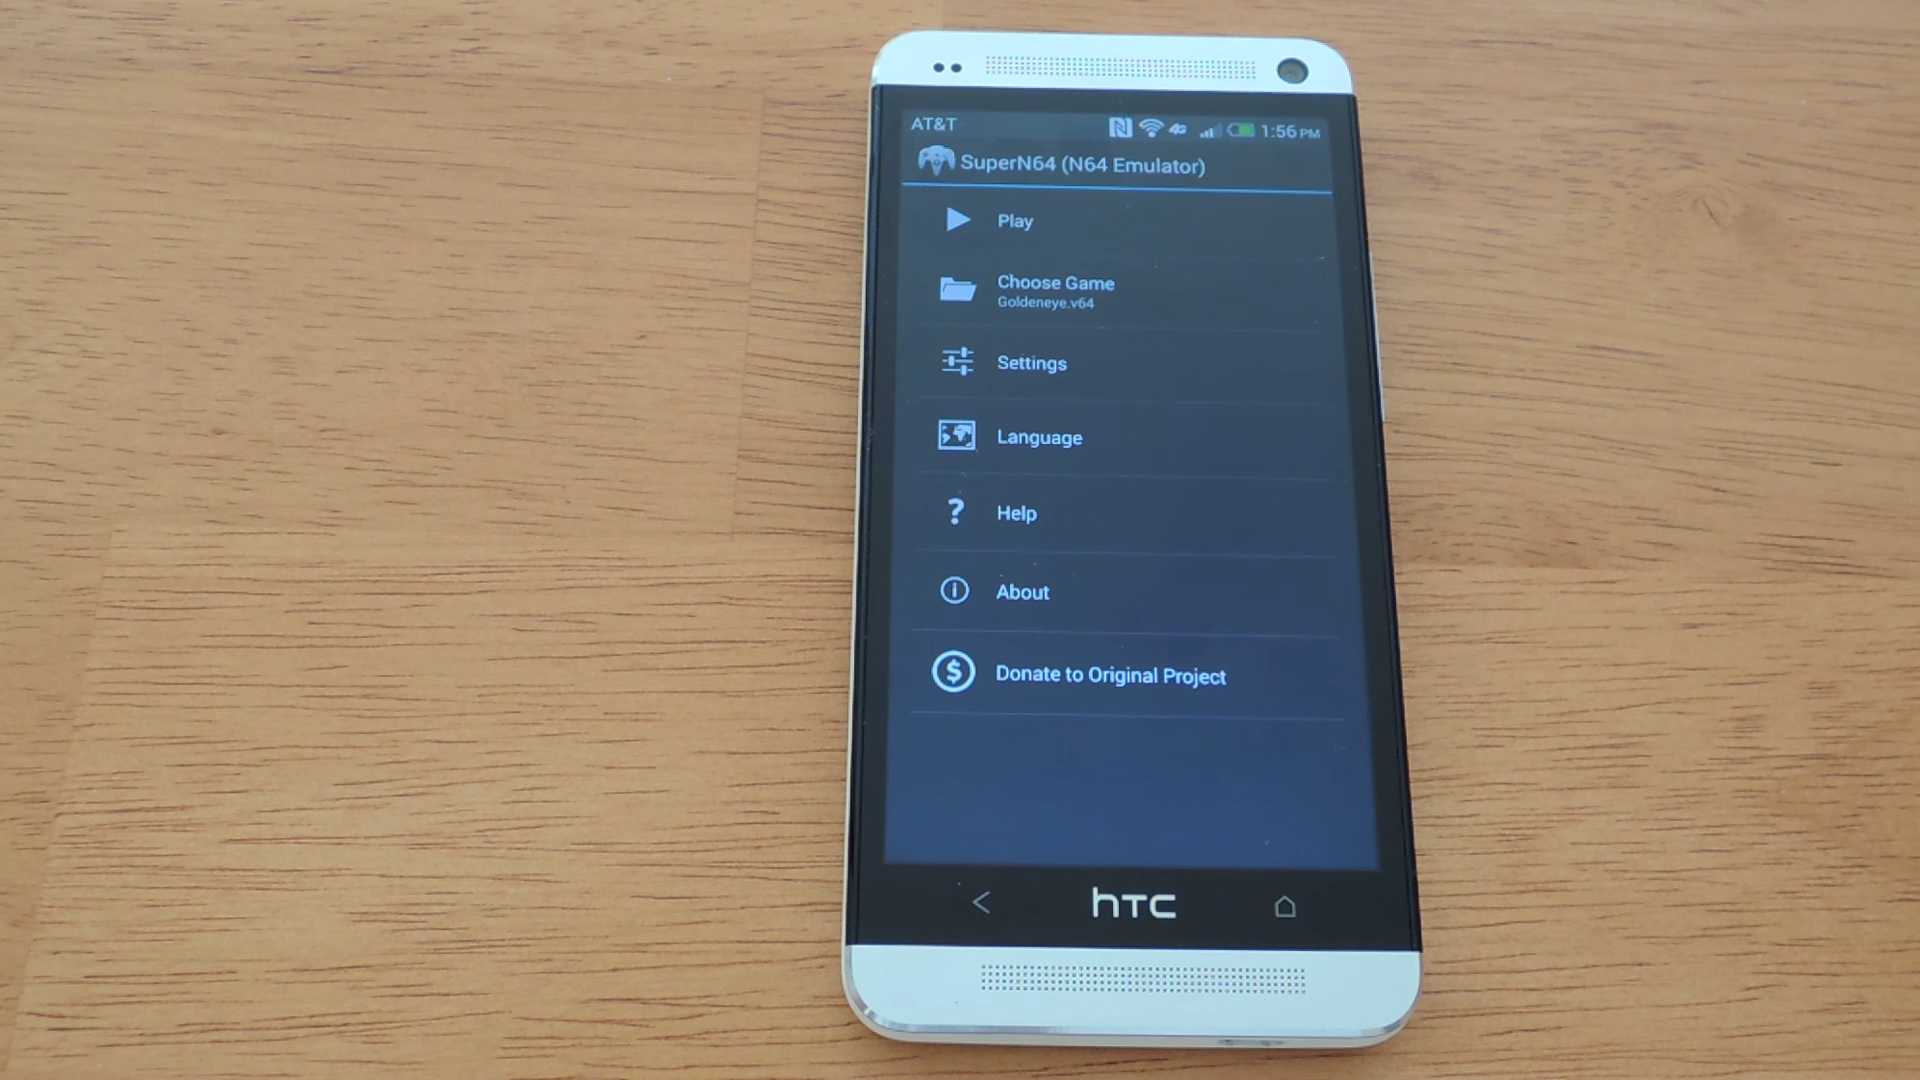 AT&T 4G 1:56 PM
SuperN64 (N64 Emulator)
Play
Choose Game
Goldeneye.v64
Settings
Language
? Help
About
$ Donate to Original Project
hTC